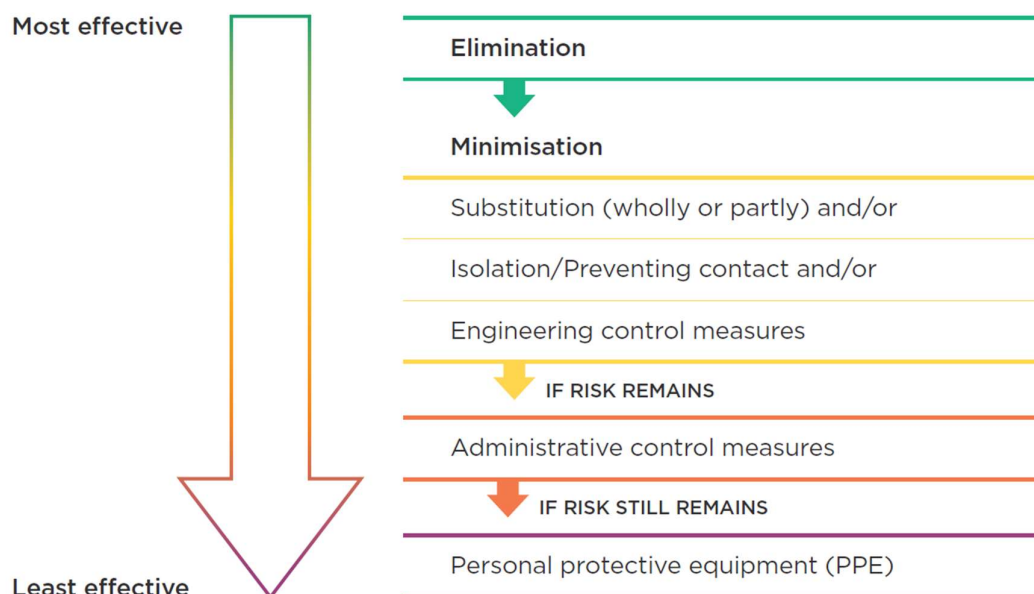 Most effective
Elimination
Minimisation
Substitution (wholly or partly) and/or
Isolation/Preventing contact and/or
Engineering control measures
IF RISK REMAINS
Administrative control measures
IF RISK STILL REMAINS
Personal protective equipment (PPE)
Least effective